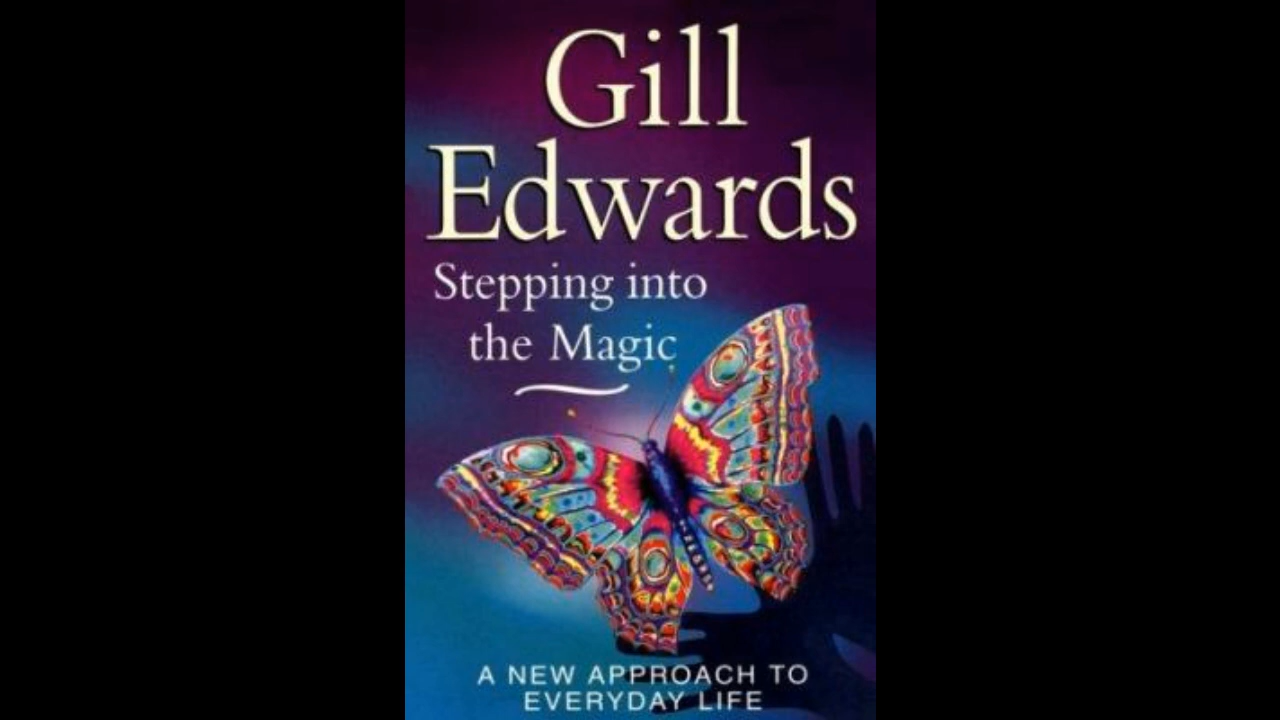 Gill
Edwards
Stepping into
the Magic
A NEW APPROACH TO
EVERYDAY LIFE